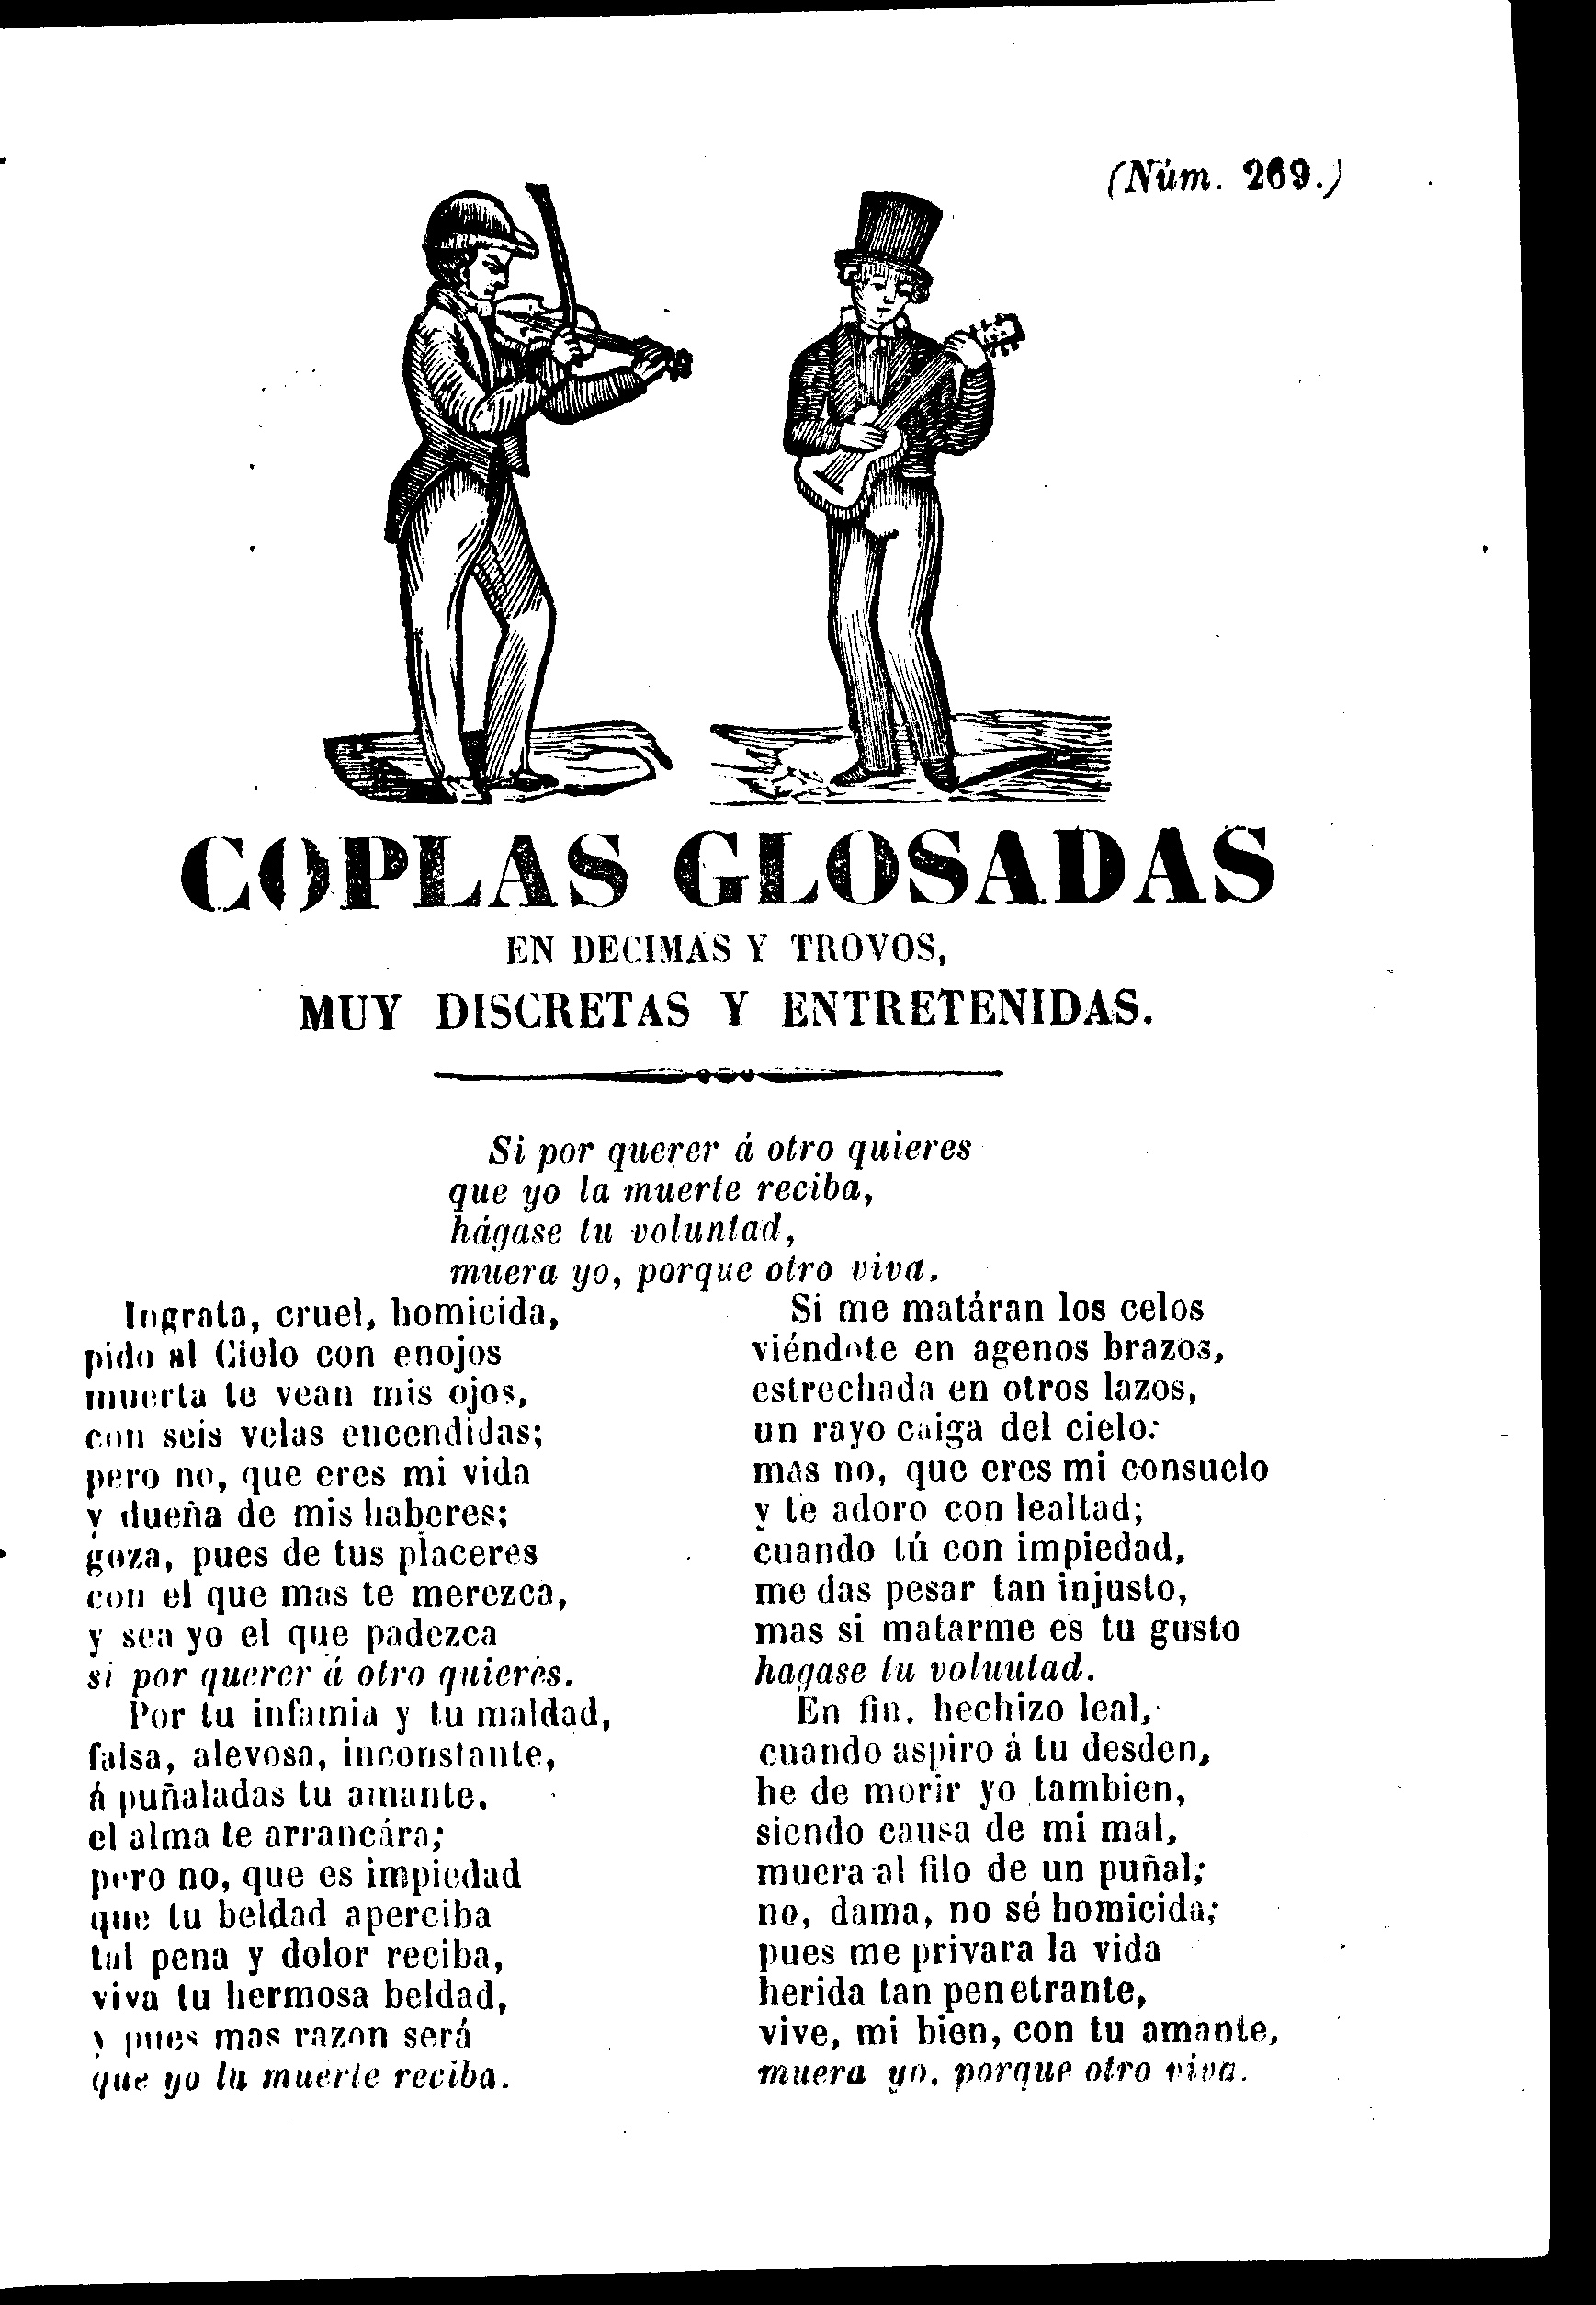 (Núm. 269.)
COPLAS GLOSADAS
EN DECIMAS Y TROVOS,
MUY DISCRETAS Y ENTRETENIDAS.
Si por querer á otro quieres
que yo la muerte reciba,
hágase tu voluntad,
muera yo, porque otro viva.
Ingrata, cruel, homicida,
pido al Cielo con enojos
muerta te vean mis ojos,
con seis velas encendidas;
pero no, que eres mi vida
y dueña de mis haberes;
goza, pues de tus placeres
con el que mas te merezca,
y sea yo el que padezca
si por querer á otro quieres.
Por tu infamia y tu maldad,
falsa, alevosa, inconstante,
á puñaladas tu amante.
el alma te arrancára;
pero no, que es impiedad
que tu beldad aperciba
tal pena y dolor reciba,
viva tu hermosa beldad,
y pues mas razon será
que yo la muerte reciba.
Si me matáran los celos
viéndote en agenos brazos,
estrechada en otros lazos,
un rayo caiga del cielo:
mas no, que eres mi consuelo
y te adoro con lealtad;
cuando tú con impiedad,
me das pesar tan injusto,
mas si matarme es tu gusto
hagase tu voluutad.
En fin. hechizo leal,
cuando aspiro á tu desden,
he de morir yo tambien,
siendo causa de mi mal,
muera al filo de un puñal;
no, dama, no sé homicida;
pues me privara la vida
herida tan penetrante,
vive, mi bien, con tu amante,
muera yo, porque otro viva.